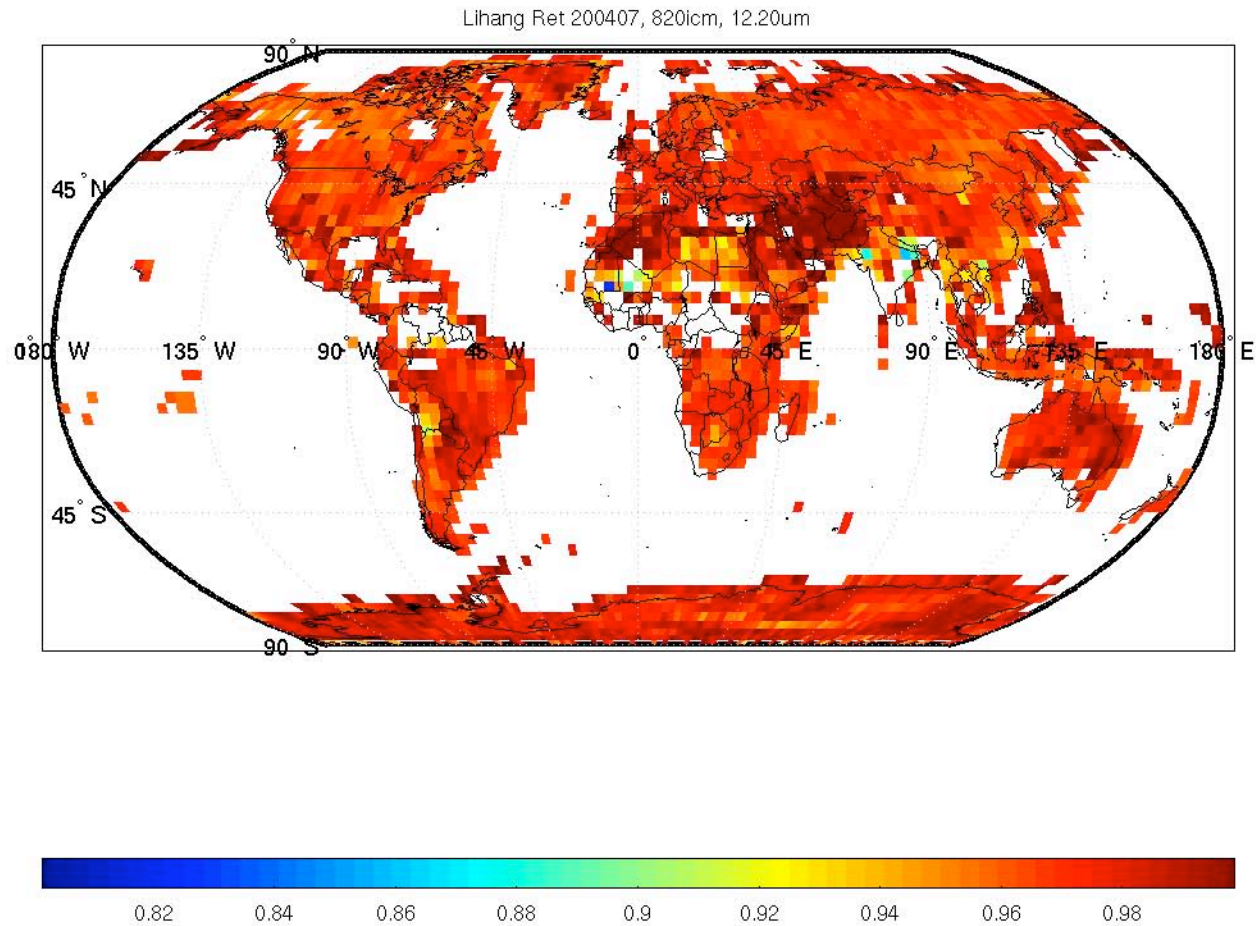 Lihang Ret 200407, 820icm, 12.20um
90° N
45° N
0° 180° W 135° W 90° W 45° W 0° 45° E 90° E 135° E 180° E
45° S
90° S
0.82 0.84 0.86 0.88 0.9 0.92 0.94 0.96 0.98